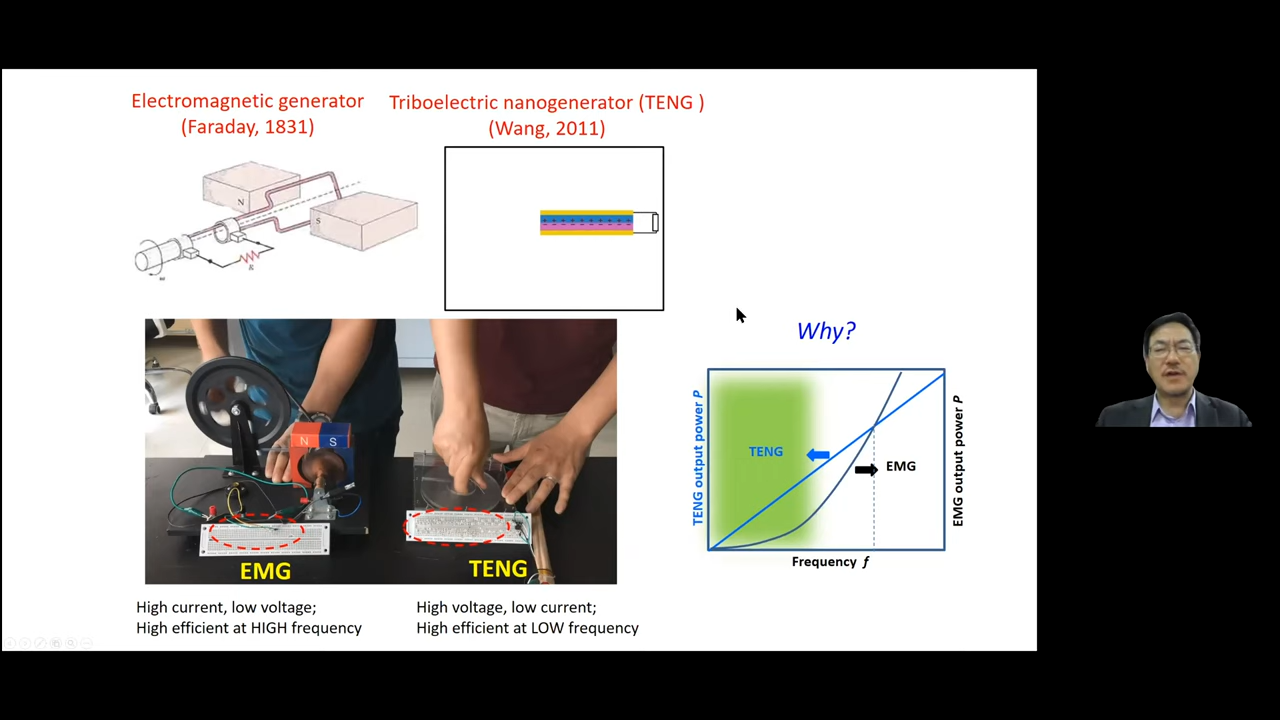 Electromagnetic generator
(Faraday, 1831)
Triboelectric nanogenerator (TENG )
(Wang, 2011)
N
S
R
N S
EMG
TENG
High current, low voltage;
High efficient at HIGH frequency
High voltage, low current;
High efficient at LOW frequency
Why?
TENG output power P
TENG
EMG
EMG output power P
Frequency f